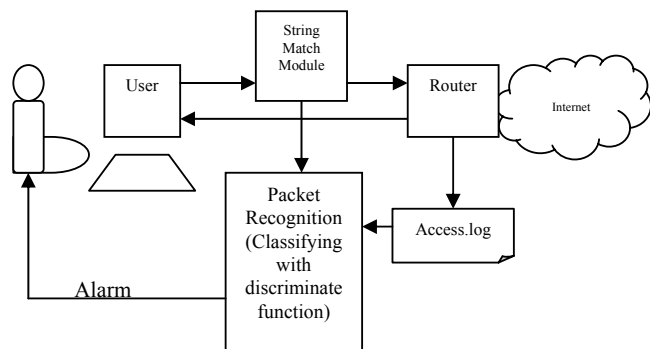 String
Match
Module
User
Router
Internet
Packet
Recognition
(Classifying
with
discriminate
function)
Access.log
Alarm